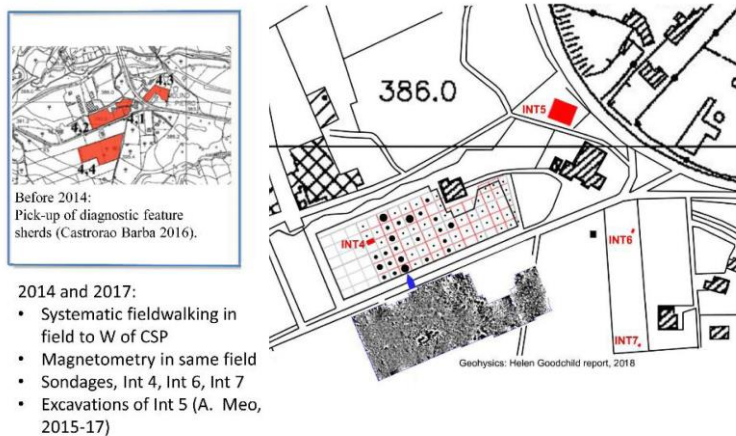 4.3
4.2
4.1
4.4
Before 2014:
Pick-up of diagnostic feature
sherds (Castrorao Barba 2016).
2014 and 2017:
• Systematic fieldwalking in
field to W of CSP
• Magnetometry in same field
• Sondages, Int 4, Int 6, Int 7
• Excavations of Int 5 (A. Meo,
2015-17)
386.0
INT5
INT4
INT6
INT7
Geohysics: Helen Goodchild report, 2018